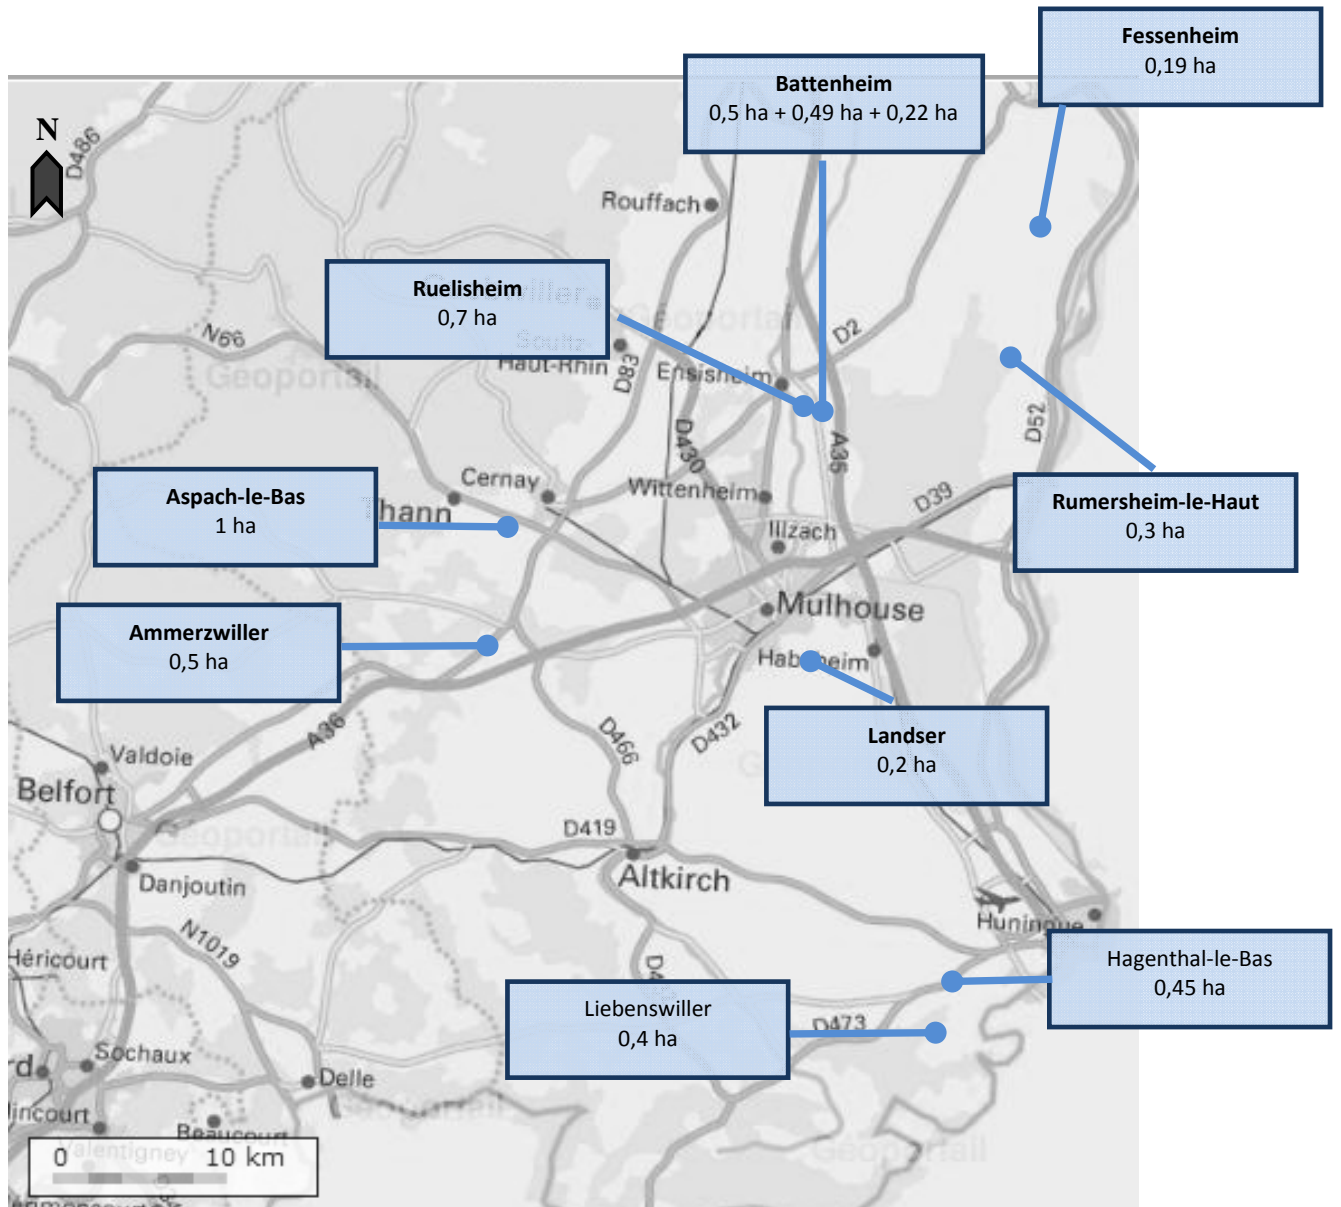 Fessenheim
0,19 ha
Battenheim
0,5 ha + 0,49 ha + 0,22 ha
N
D486
Rouffach
Ruelisheim
0,7 ha
Geoportail
Soultz-
Haut-Rhin
N66
Geoportail
D83
Ensisheim
D2
D430
A35
D52
Aspach-le-Bas
1 ha
Thann
Cernay
Wittenheim
D39
Rumersheim-le-Haut
0,3 ha
Illzach
Mulhouse
Ammerzwiller
0,5 ha
Habsheim
Landser
0,2 ha
A36
D466
D432
Valdoie
Belfort
Geoportail
D419
Altkirch
Danjoutin
Huningue
N1019
Héricourt
Hagenthal-le-Bas
0,45 ha
Liebenswiller
0,4 ha
D473
Sochaux
Delle
Geoportail
Beaucourt
Valentigney
Geoportail
0 10 km